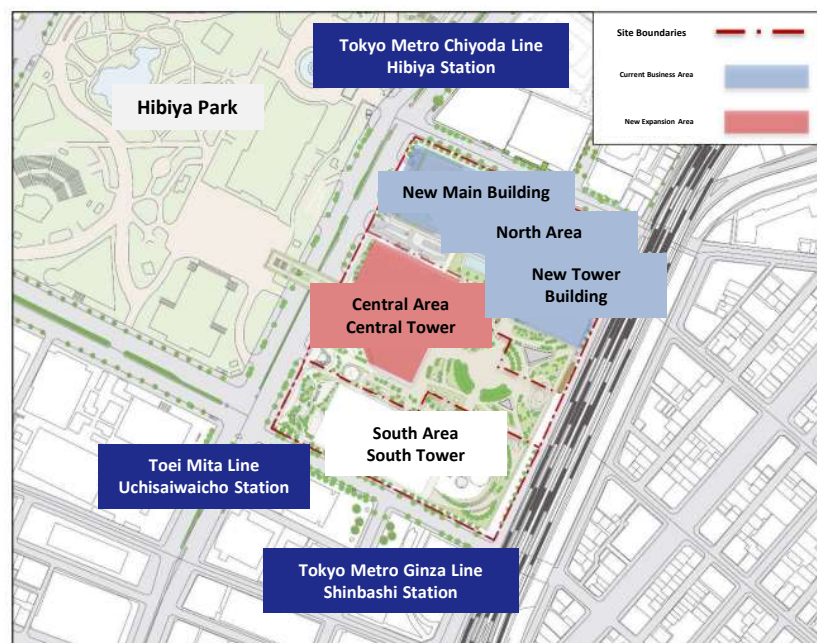 Tokyo Metro Chiyoda Line
Hibiya Station
Site Boundaries
Current Business Area
New Expansion Area
Hibiya Park
New Main Building
North Area
New Tower
Building
Central Area
Central Tower
South Area
South Tower
Toei Mita Line
Uchisaiwaicho Station
Tokyo Metro Ginza Line
Shinbashi Station